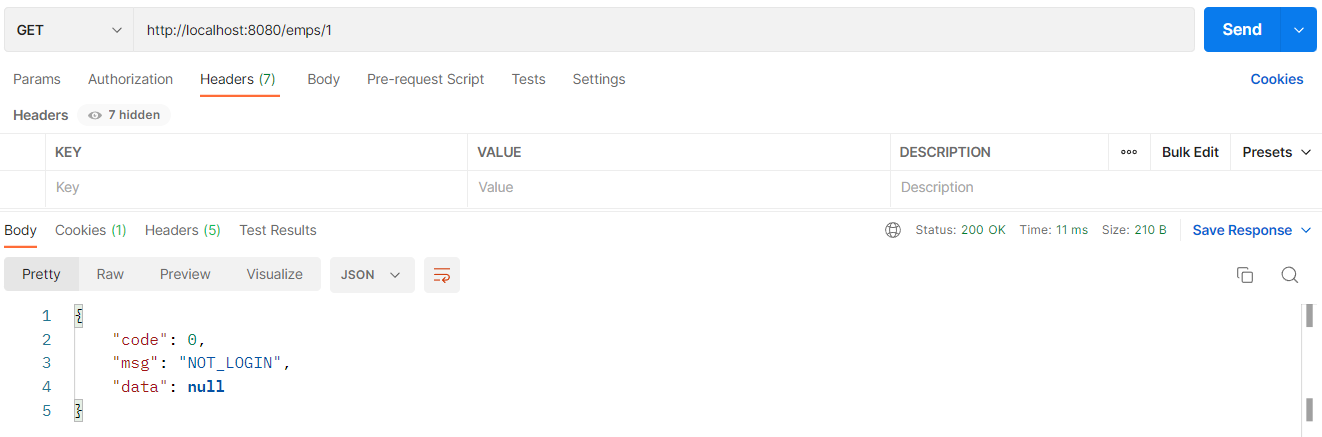 GET http://localhost:8080/emps/1 Send
Params Authorization Headers (7) Body Pre-request Script Tests Settings Cookies
Headers 7 hidden
KEY VALUE DESCRIPTION ooo Bulk Edit Presets
Key Value Description
Body Cookies (1) Headers (5) Test Results Status: 200 OK Time: 11 ms Size: 210 B Save Response
Pretty Raw Preview Visualize JSON
1 {
2 "code": 0,
3 "msg": "NOT_LOGIN",
4 "data": null
5 }